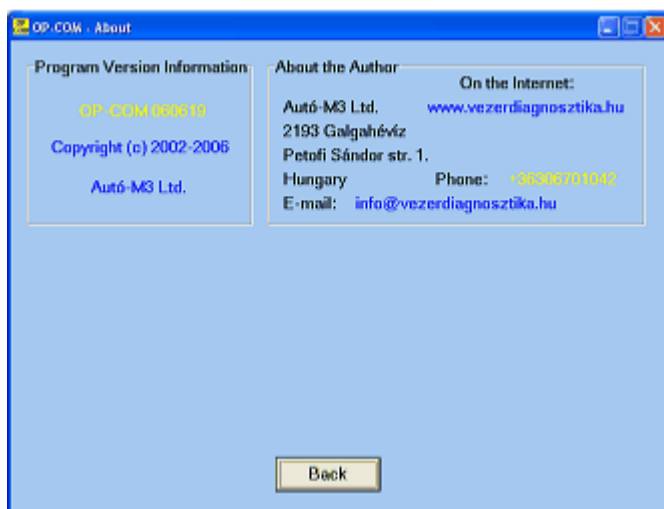 OP-COM - About
Program Version Information
OP-COM 060619
Copyright (c) 2002-2006
Autó-M3 Ltd.
About the Author
On the Internet:
Autó-M3 Ltd. www.vezerdiagnosztika.hu
2193 Galgahévíz
Petofi Sándor str. 1.
Hungary Phone: +36306701042
E-mail: info@vezerdiagnosztika.hu
Back